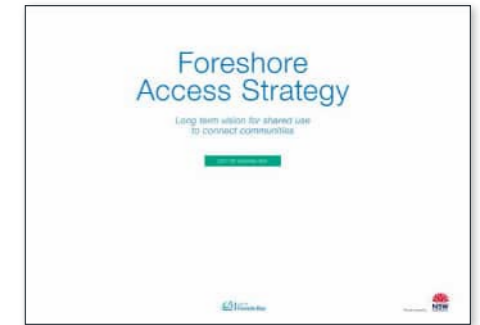 Foreshore
Access Strategy
Long term vision for shared use
to connect communities
NSW